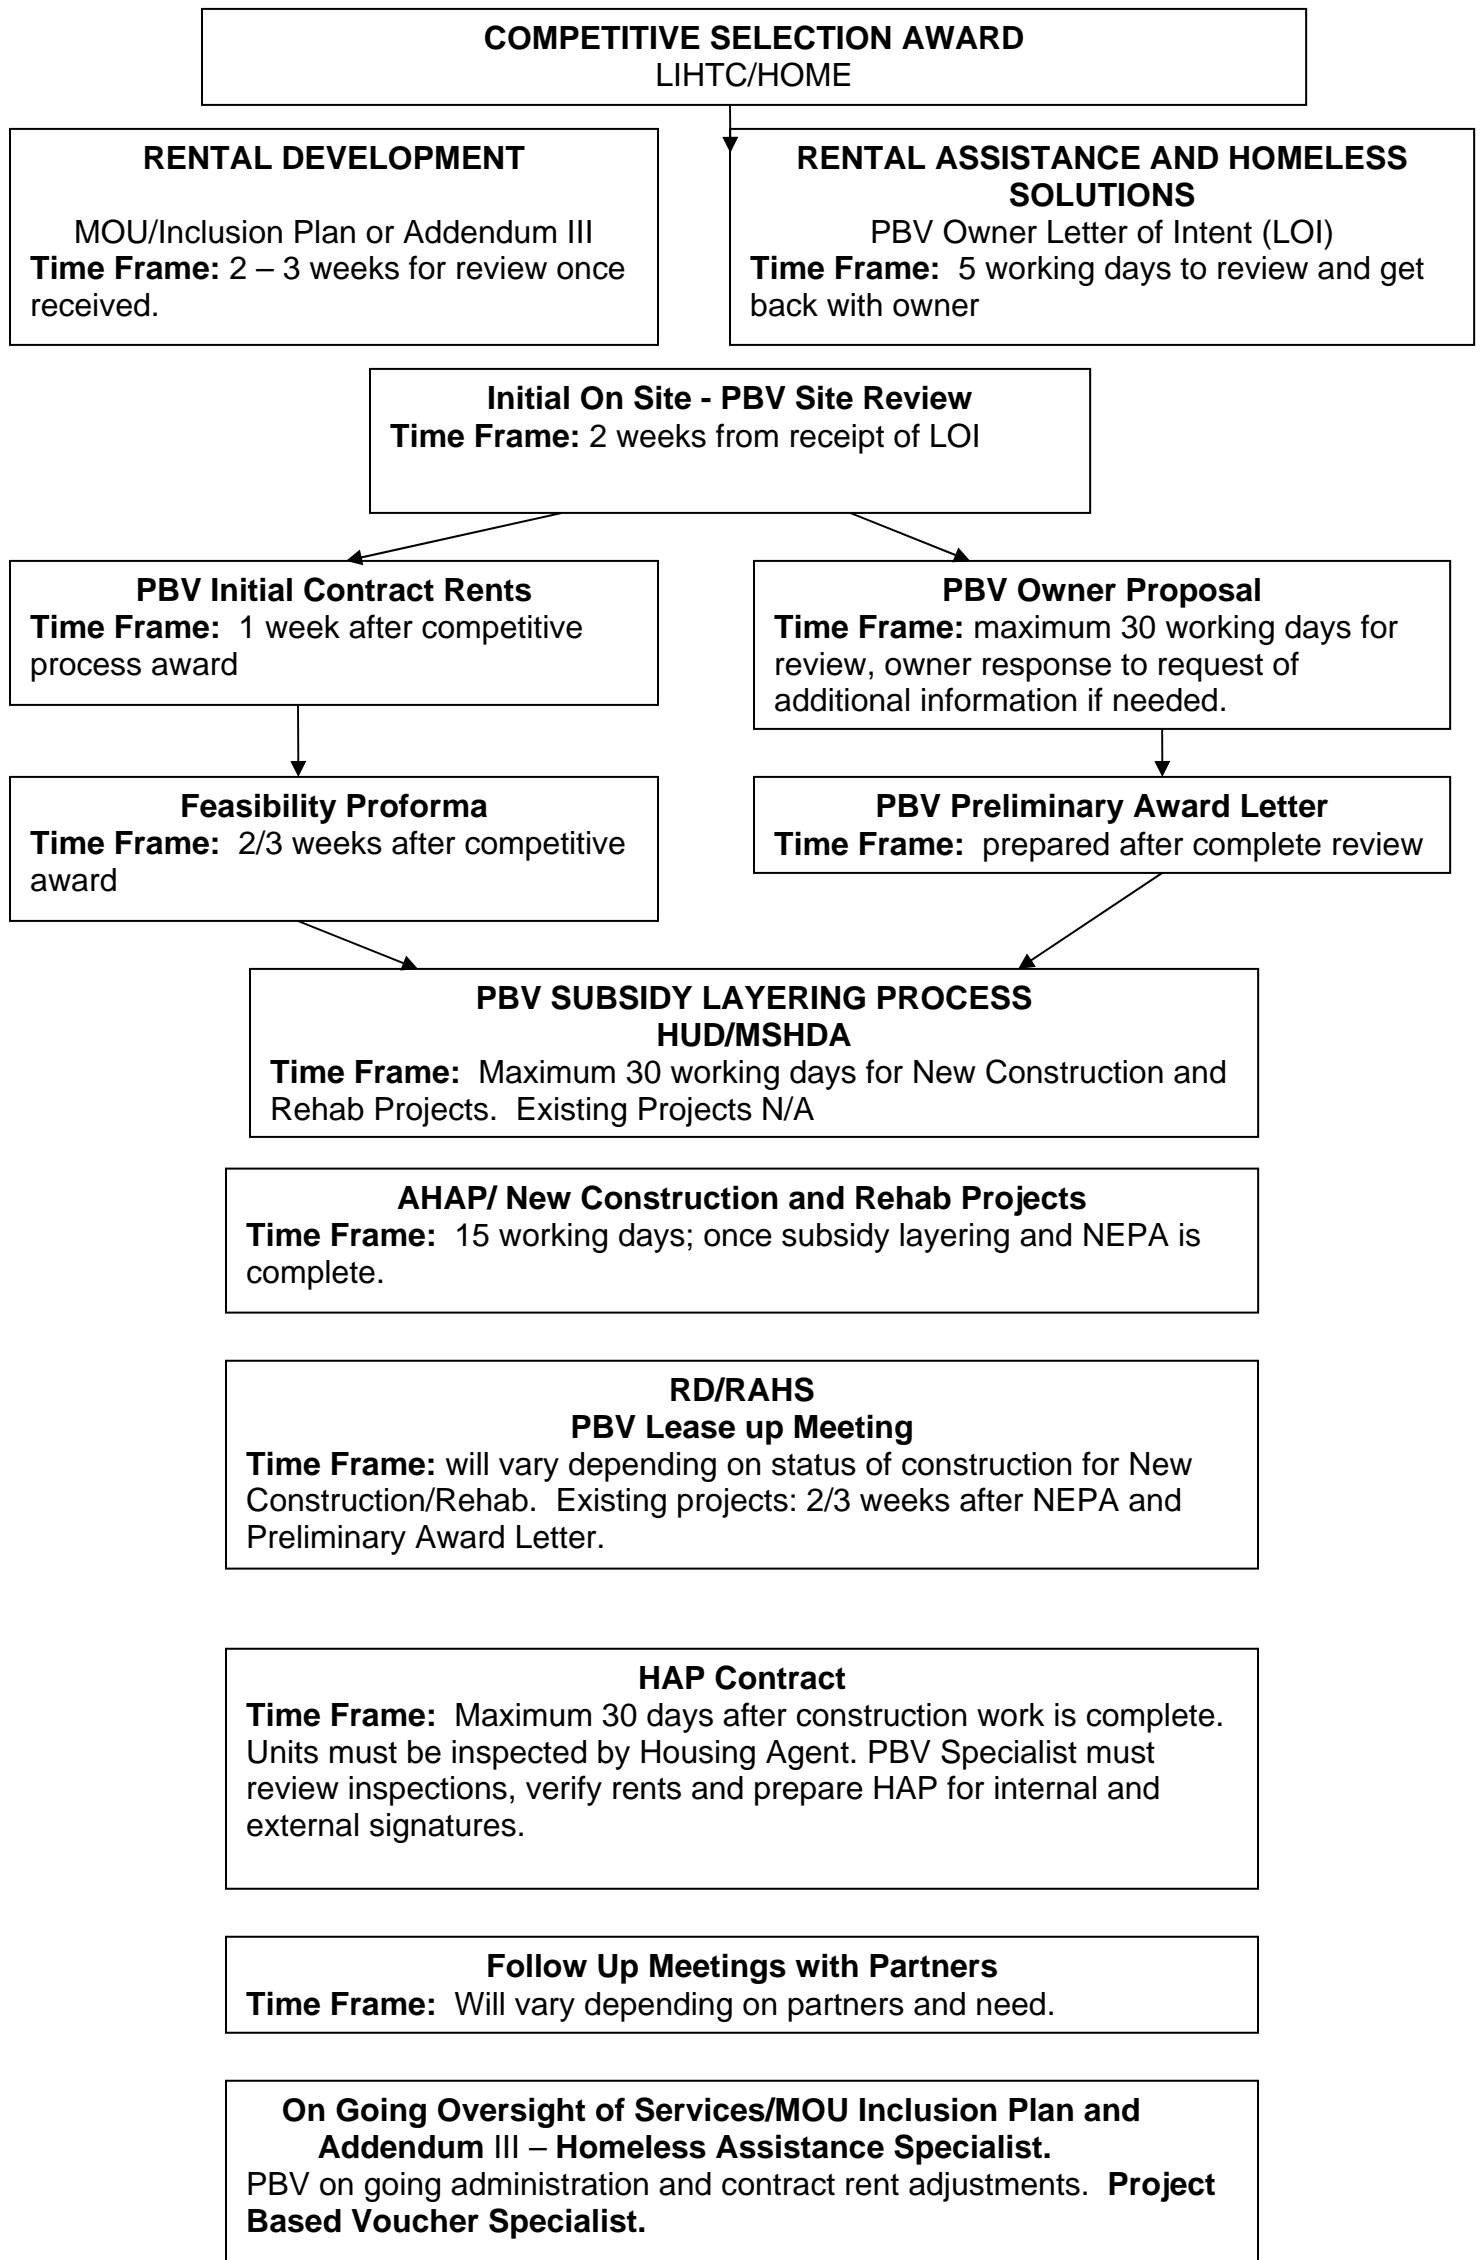 COMPETITIVE SELECTION AWARD
LIHTC/HOME
RENTAL DEVELOPMENT
MOU/Inclusion Plan or Addendum III
Time Frame: 2 – 3 weeks for review once
received.
RENTAL ASSISTANCE AND HOMELESS
SOLUTIONS
PBV Owner Letter of Intent (LOI)
Time Frame: 5 working days to review and get
back with owner
Initial On Site - PBV Site Review
Time Frame: 2 weeks from receipt of LOI
PBV Initial Contract Rents
Time Frame: 1 week after competitive
process award
PBV Owner Proposal
Time Frame: maximum 30 working days for
review, owner response to request of
additional information if needed.
Feasibility Proforma
Time Frame: 2/3 weeks after competitive
award
PBV Preliminary Award Letter
Time Frame: prepared after complete review
PBV SUBSIDY LAYERING PROCESS
HUD/MSHDA
Time Frame: Maximum 30 working days for New Construction and
Rehab Projects. Existing Projects N/A
AHAP/ New Construction and Rehab Projects
Time Frame: 15 working days; once subsidy layering and NEPA is
complete.
RD/RAHS
PBV Lease up Meeting
Time Frame: will vary depending on status of construction for New
Construction/Rehab. Existing projects: 2/3 weeks after NEPA and
Preliminary Award Letter.
HAP Contract
Time Frame: Maximum 30 days after construction work is complete.
Units must be inspected by Housing Agent. PBV Specialist must
review inspections, verify rents and prepare HAP for internal and
external signatures.
Follow Up Meetings with Partners
Time Frame: Will vary depending on partners and need.
On Going Oversight of Services/MOU Inclusion Plan and
Addendum III – Homeless Assistance Specialist.
PBV on going administration and contract rent adjustments. Project
Based Voucher Specialist.